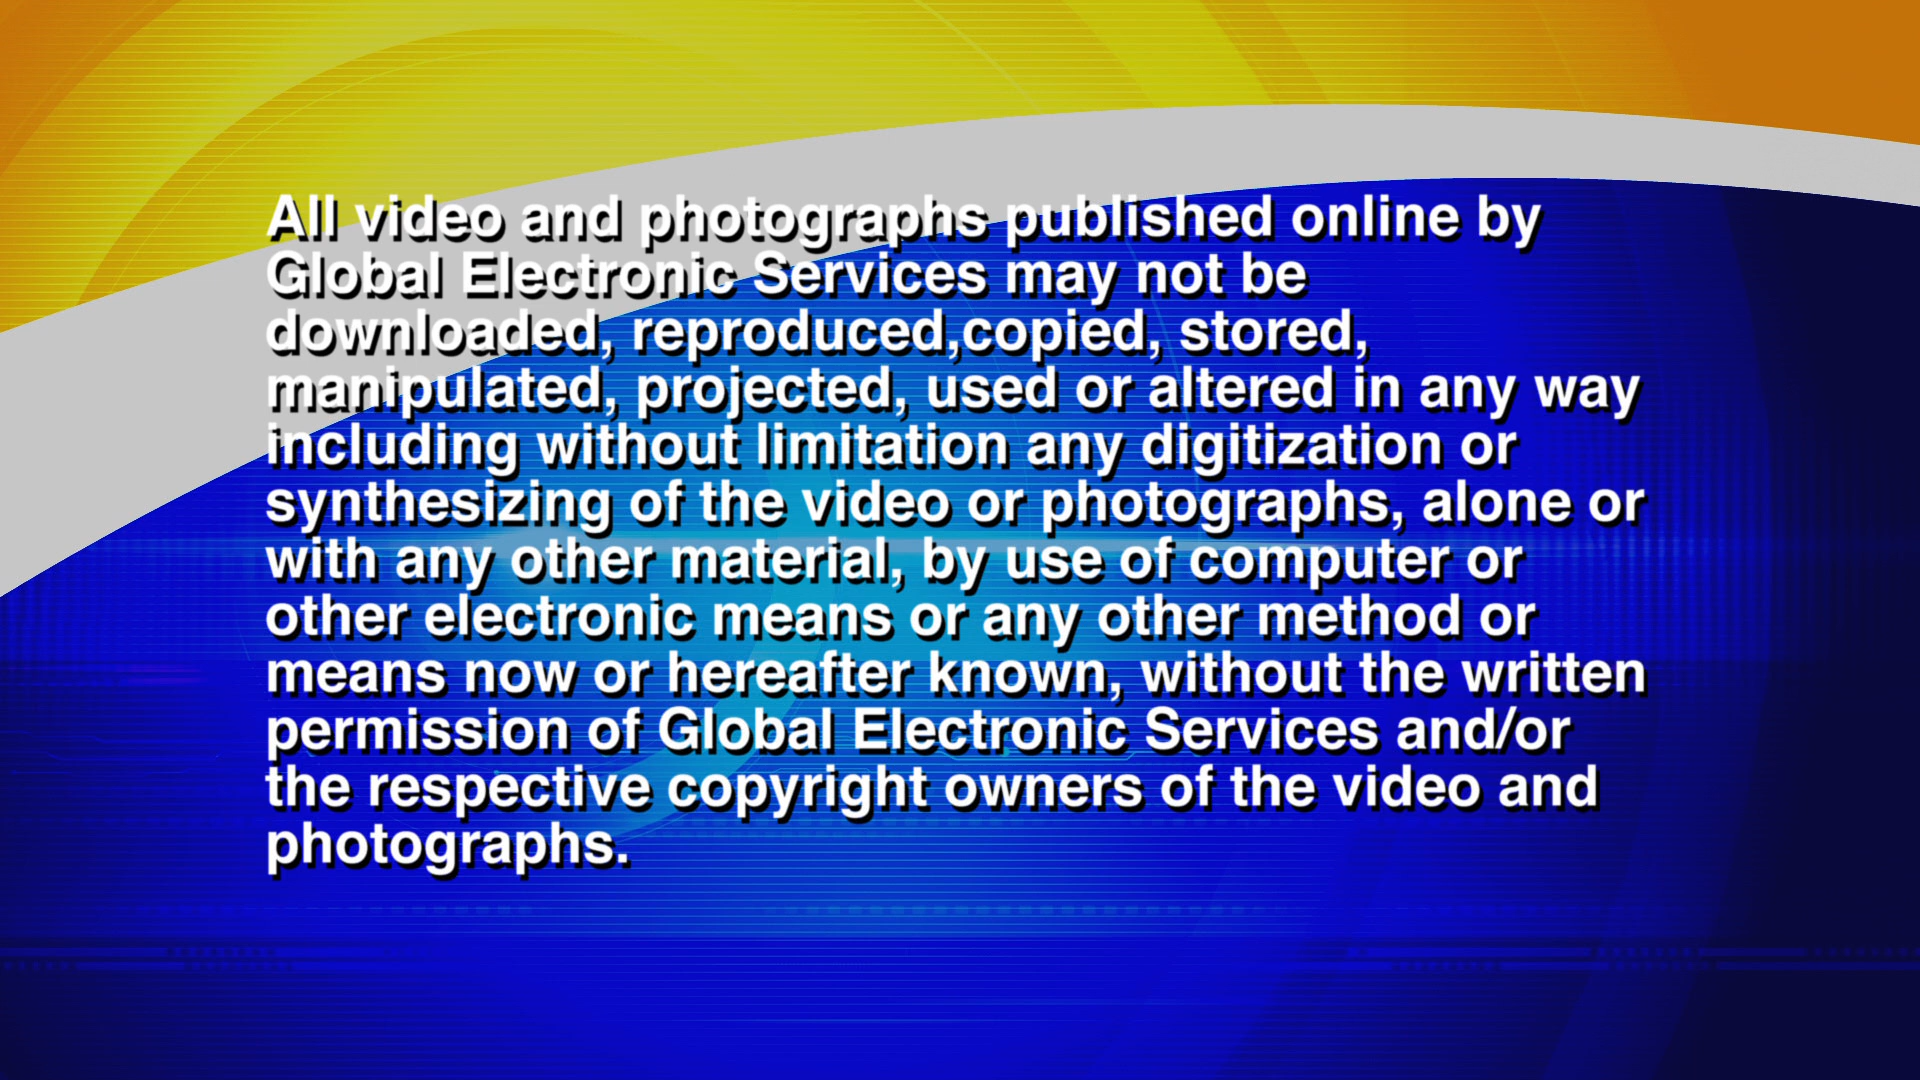 All video and photographs published online by
Global Electronic Services may not be
downloaded, reproduced,copied, stored,
manipulated, projected, used or altered in any way
including without limitation any digitization or
synthesizing of the video or photographs, alone or
with any other material, by use of computer or
other electronic means or any other method or
means now or hereafter known, without the written
permission of Global Electronic Services and/or
the respective copyright owners of the video and
photographs.